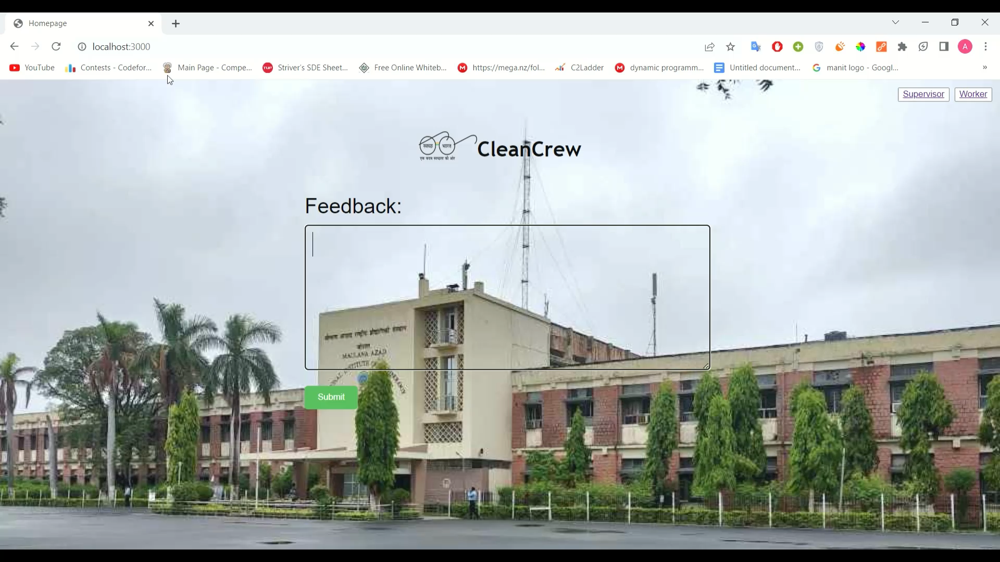 Homepage
localhost:3000
A
YouTube Contests - Codefor... Main Page - Compe... TUF Striver's SDE Sheet... Free Online Whiteb... https://mega.nz/fol... C2Ladder dynamic programm... Untitled document... manit logo - Googl... »
Supervisor Worker
स्वच्छ भारत
एक कदम स्वच्छता की ओर
CleanCrew
Feedback:
मौलाना आजाद राष्ट्रीय प्रौद्योगिकी संस्थान
भोपाल
MAULANA AZAD
Submit